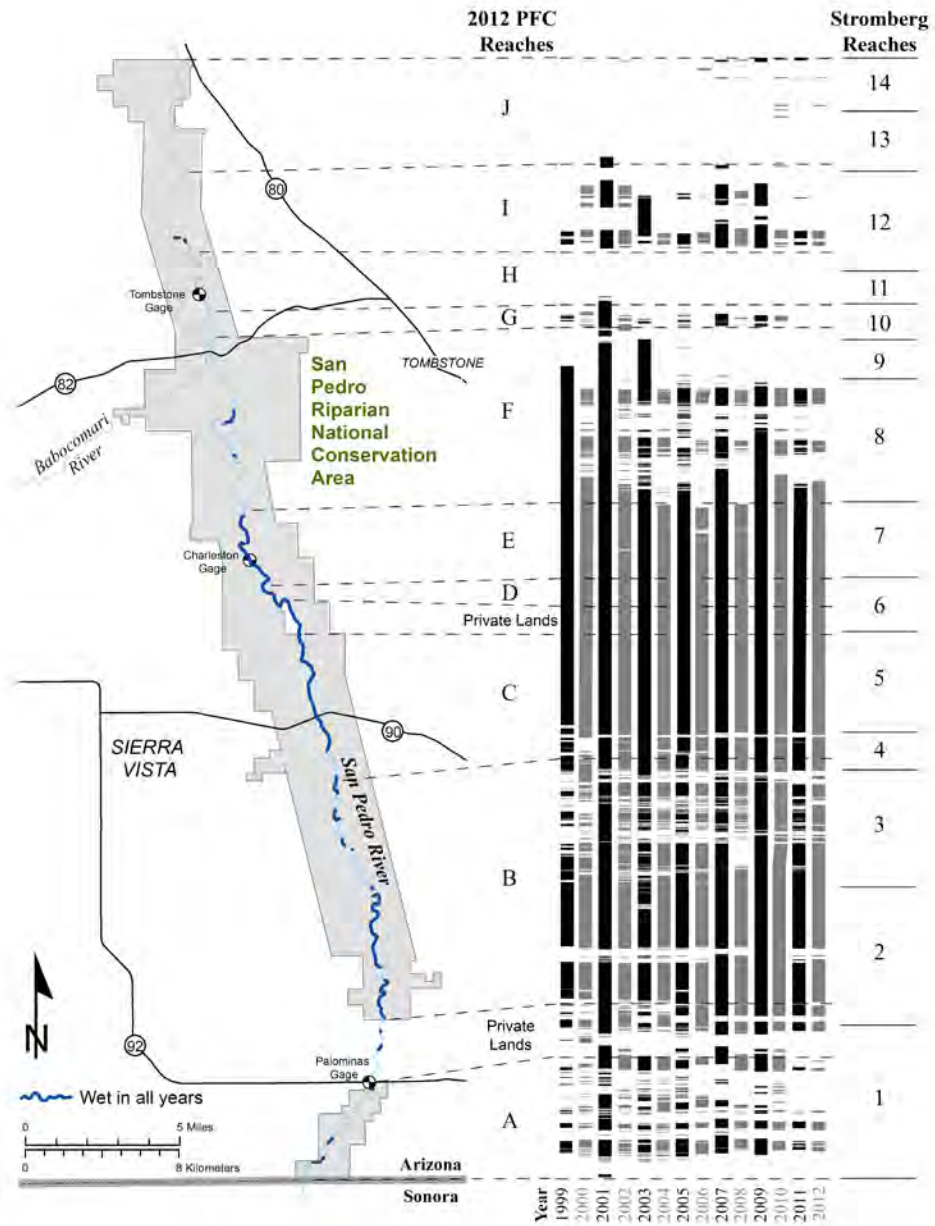 2012 PFC
Reaches
Stromberg
Reaches
J
I
H
G
F
E
D
Private Lands
C
B
Private
Lands
A
14
13
12
11
10
9
8
7
6
5
4
3
2
1
80
Tombstone
Gage
TOMBSTONE
82
Babocomari
River
San
Pedro
Riparian
National
Conservation
Area
Charleston
Gage
90
SIERRA
VISTA
San Pedro River
N
92
Palominas
Gage
Wet in all years
0 5 Miles
0 8 Kilometers
Arizona
Sonora
Year 1999 2000 2001 2002 2003 2004 2005 2006 2007 2008 2009 2010 2011 2012